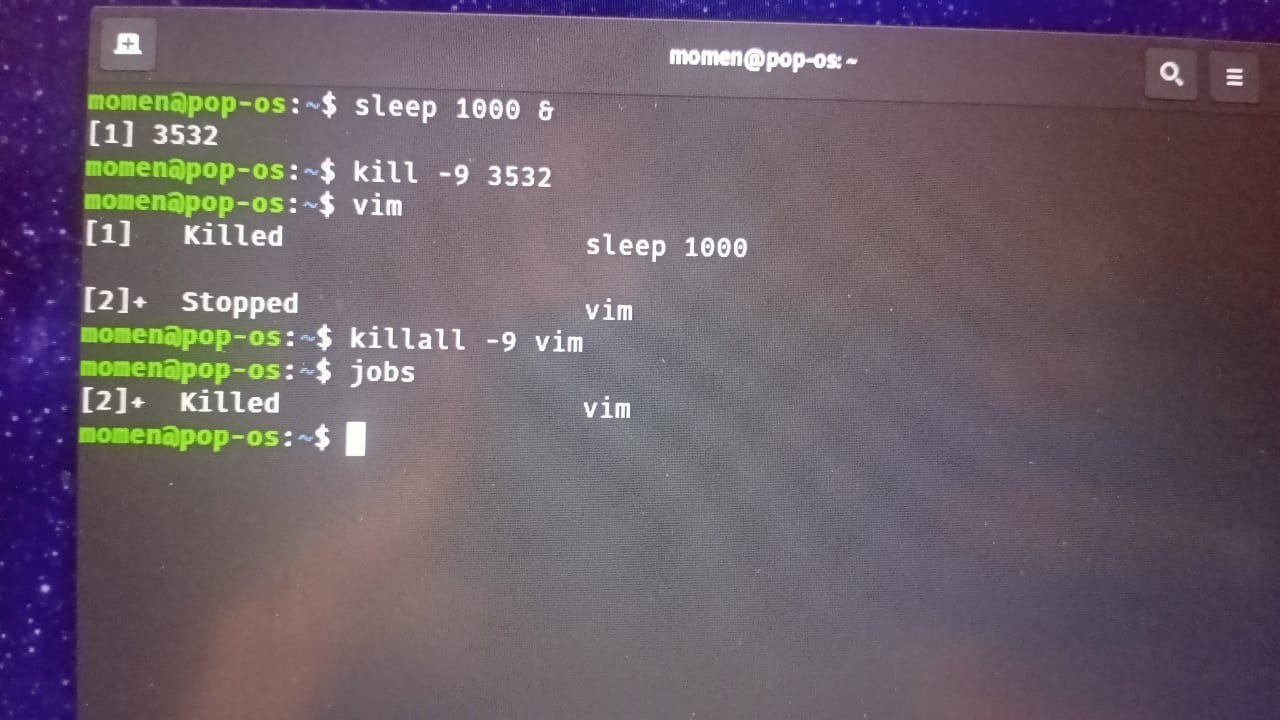 momen@pop-os: ~
momen@pop-os:~$ sleep 1000 &
[1] 3532
momen@pop-os:~$ kill -9 3532
momen@pop-os:~$ vim
[1]   Killed                  sleep 1000

[2]+  Stopped                 vim
momen@pop-os:~$ killall -9 vim
momen@pop-os:~$ jobs
[2]+  Killed                  vim
momen@pop-os:~$